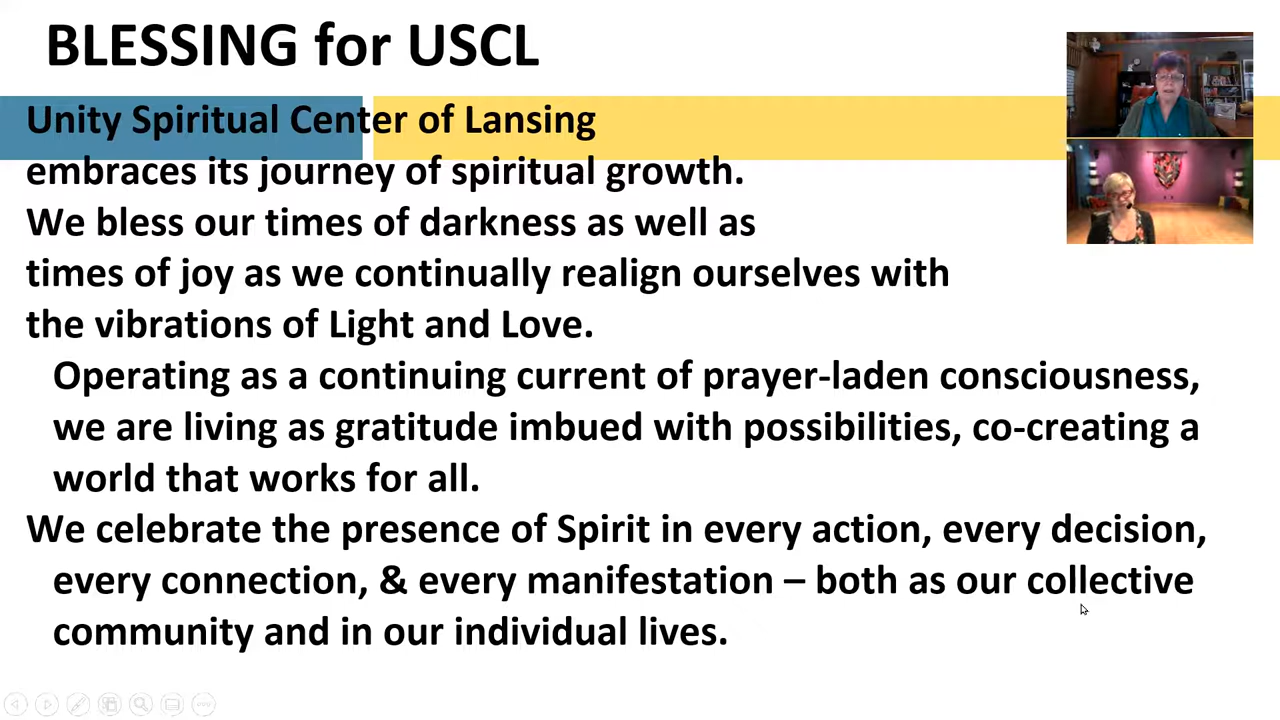 BLESSING for USCL
Unity Spiritual Center of Lansing
embraces its journey of spiritual growth.
We bless our times of darkness as well as
times of joy as we continually realign ourselves with
the vibrations of Light and Love.
Operating as a continuing current of prayer-laden consciousness,
we are living as gratitude imbued with possibilities, co-creating a
world that works for all.
We celebrate the presence of Spirit in every action, every decision,
every connection, & every manifestation – both as our collective
community and in our individual lives.